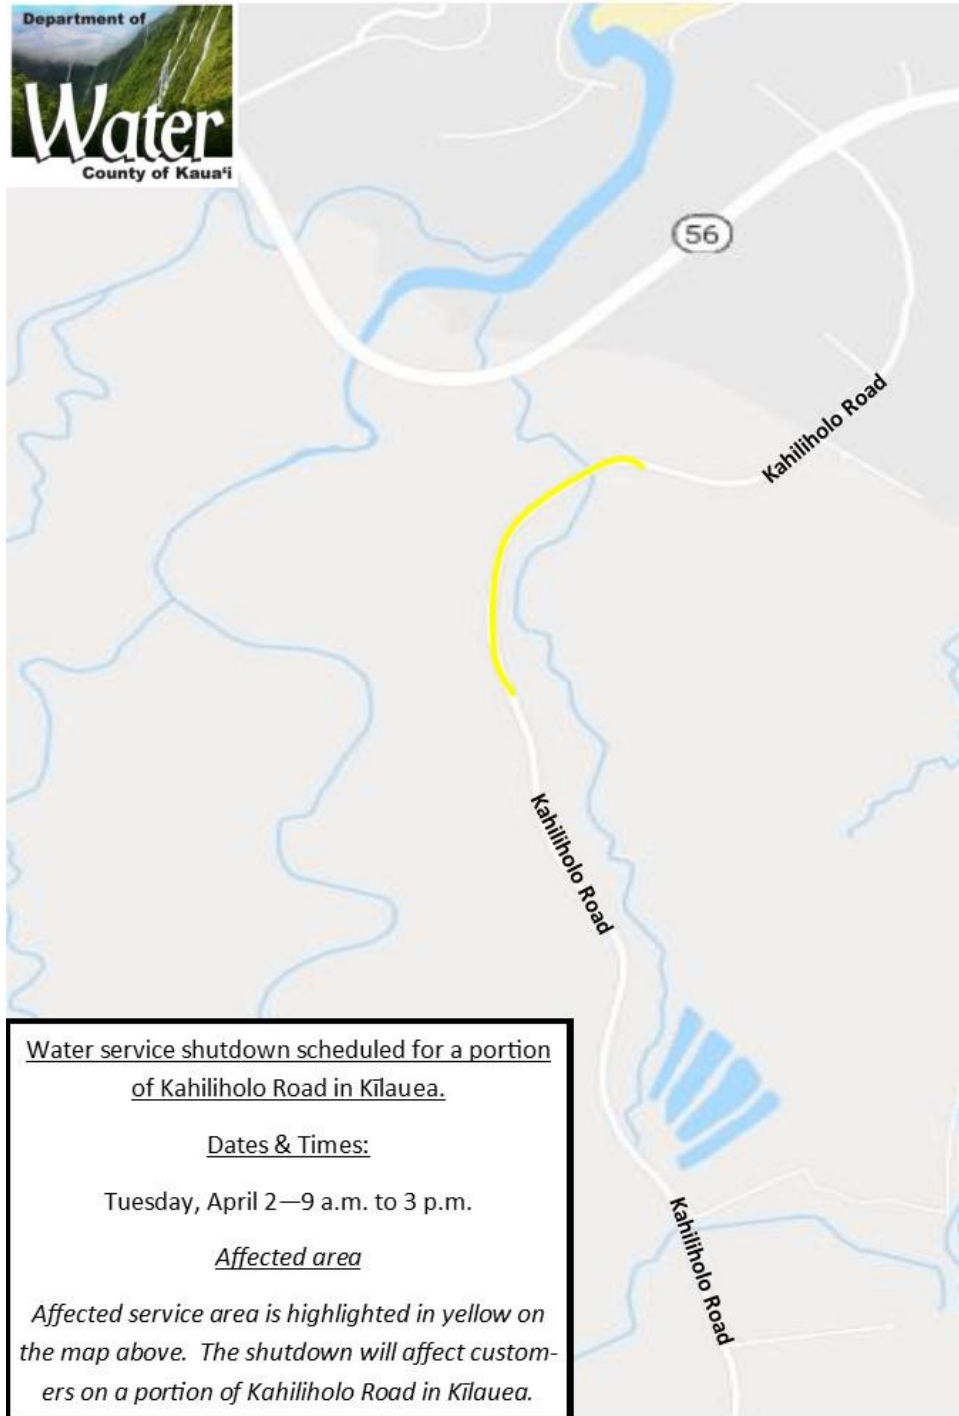 Department of
Water
County of Kauaʻi
56
Kahiliholo Road
Kahiliholo Road
Kahiliholo Road
Water service shutdown scheduled for a portion
of Kahiliholo Road in Kīlauea.
Dates & Times:
Tuesday, April 2—9 a.m. to 3 p.m.
Affected area
Affected service area is highlighted in yellow on
the map above.  The shutdown will affect custom-
ers on a portion of Kahiliholo Road in Kīlauea.